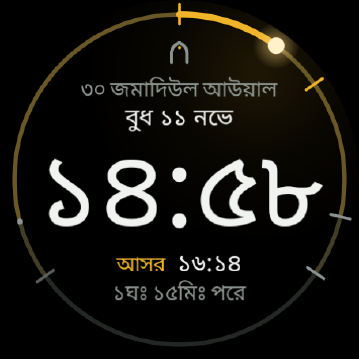 ৩০ জমাদিউল আউয়াল
বুধ ১১ নভে
১৪:৫৮
আসর ১৬:১৪
১ঘঃ ১৫মিঃ পরে